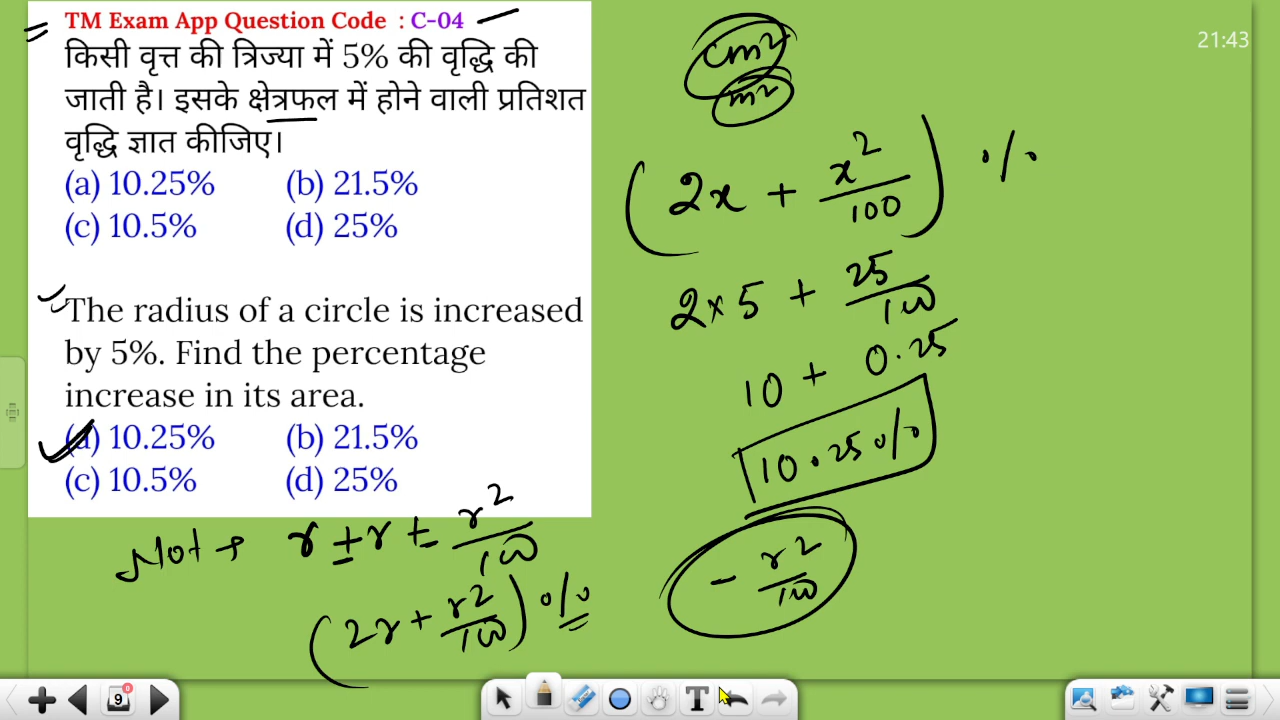 TM Exam App Question Code : C-04
किसी वृत्त की त्रिज्या में 5% की वृद्धि की
जाती है। इसके क्षेत्रफल में होने वाली प्रतिशत
वृद्धि ज्ञात कीजिए।
(a) 10.25% (b) 21.5%
(c) 10.5% (d) 25%
The radius of a circle is increased
by 5%. Find the percentage
increase in its area.
(a) 10.25% (b) 21.5%
(c) 10.5% (d) 25%
Not → r ± r ± r²/100
(2r + r²/100) %
cm²
m²
(2x + x²/100) %
2 × 5 + 25/100
10 + 0.25
10.25%
- r²/100
21:43
9
0
T